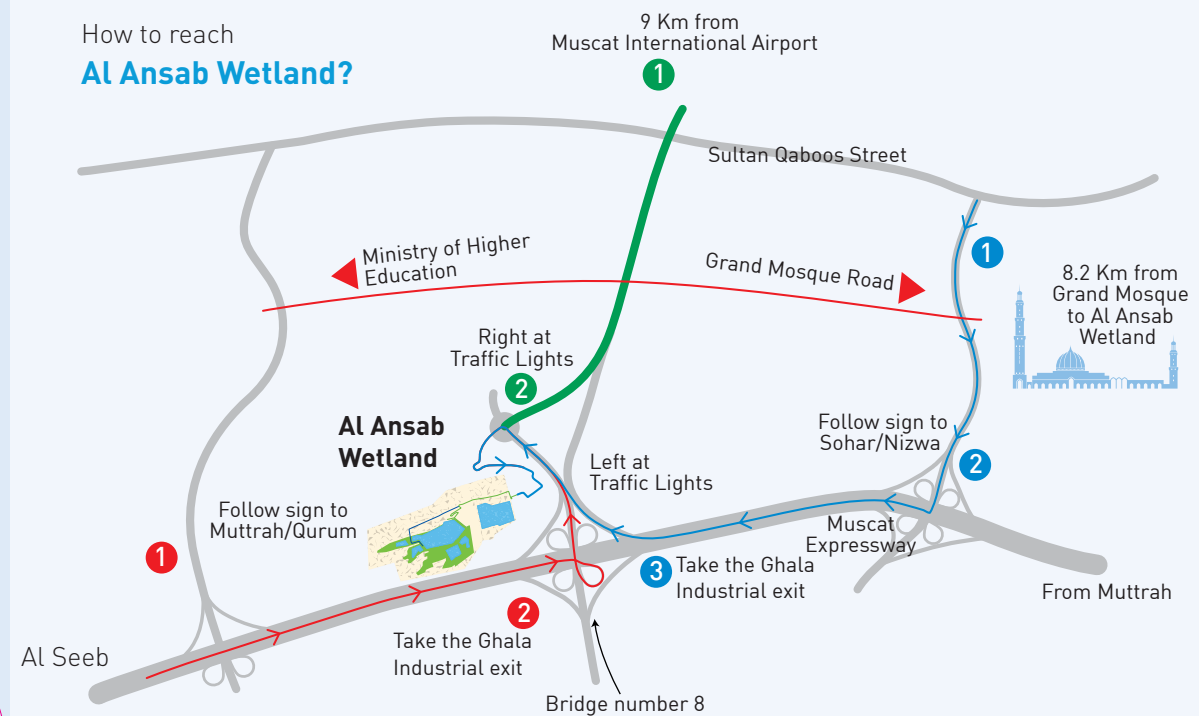 How to reach
Al Ansab Wetland?
9 Km from
Muscat International Airport
1
Sultan Qaboos Street
Ministry of Higher
Education
Grand Mosque Road
1
8.2 Km from
Grand Mosque
to Al Ansab
Wetland
Right at
Traffic Lights
2
Al Ansab
Wetland
Follow sign to
Sohar/Nizwa
2
Left at
Traffic Lights
Follow sign to
Muttrah/Qurum
1
Muscat
Expressway
3
Take the Ghala
Industrial exit
From Muttrah
2
Take the Ghala
Industrial exit
Al Seeb
Bridge number 8